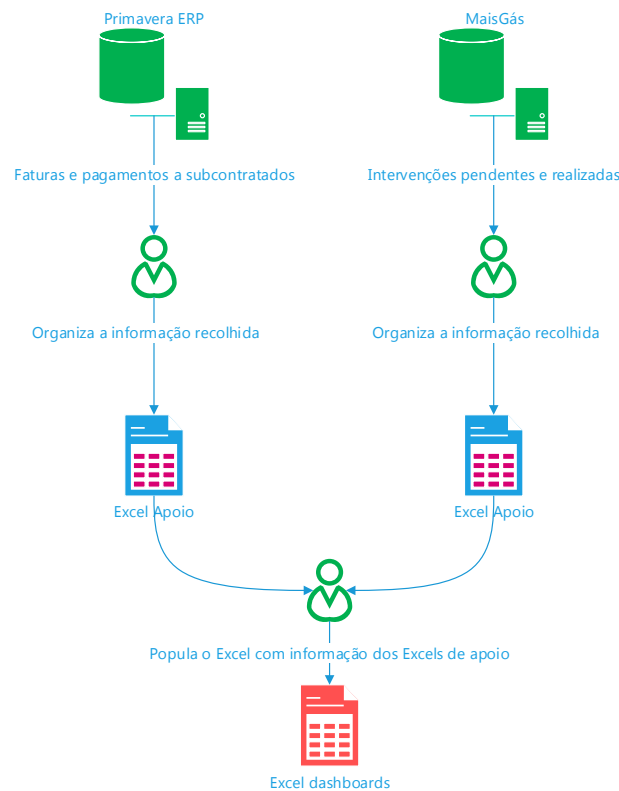 Primavera ERP
MaisGás
Faturas e pagamentos a subcontratados
Intervenções pendentes e realizadas
Organiza a informação recolhida
Organiza a informação recolhida
Excel Apoio
Excel Apoio
Popula o Excel com informação dos Excels de apoio
Excel dashboards